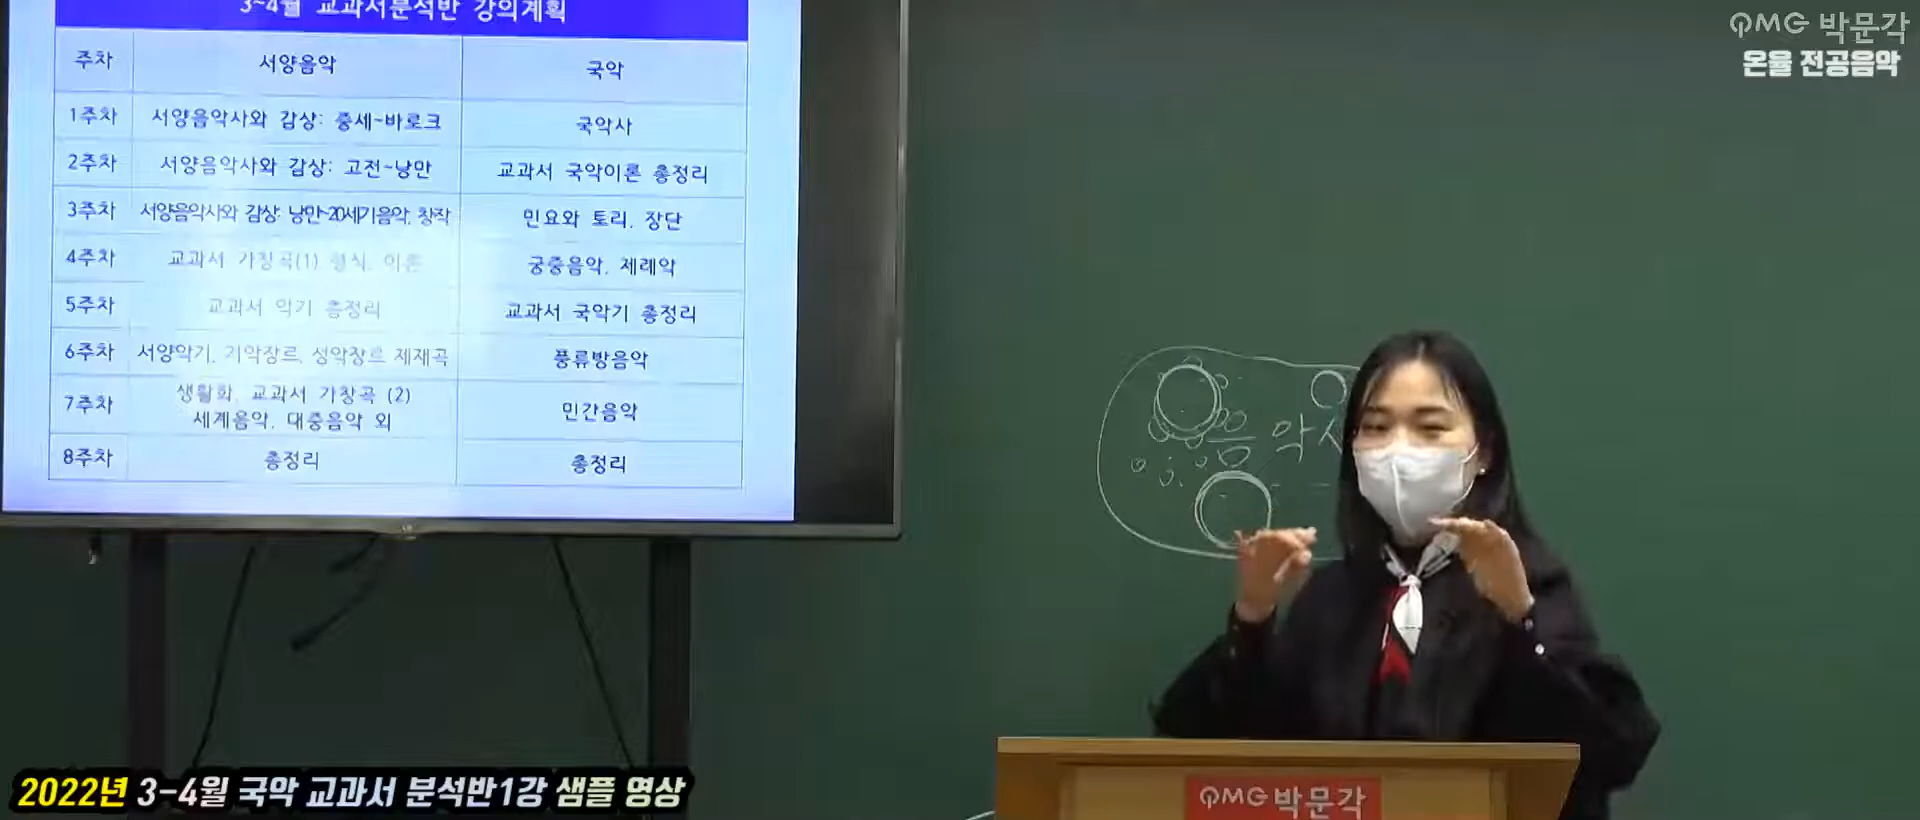 3~4월 교과서분석반 강의계획
주차 서양음악 국악
1주차 서양음악사와 감상: 중세~바로크 국악사
2주차 서양음악사와 감상: 고전~낭만 교과서 국악이론 총정리
3주차 서양음악사와 감상: 낭만~20세기음악, 창작 민요와 토리, 장단
4주차 교과서 가창곡(1) 형식, 이론 궁중음악, 제례악
5주차 교과서 악기 총정리 교과서 국악기 총정리
6주차 서양악기, 기악장르, 성악장르 제재곡 풍류방음악
7주차 생활화, 교과서 가창곡 (2)
세계음악, 대중음악 외 민간음악
8주차 총정리 총정리
PMG 박문각
온율 전공음악
음악사
PMG 박문각
2022년 3-4월 국악 교과서 분석반1강 샘플 영상